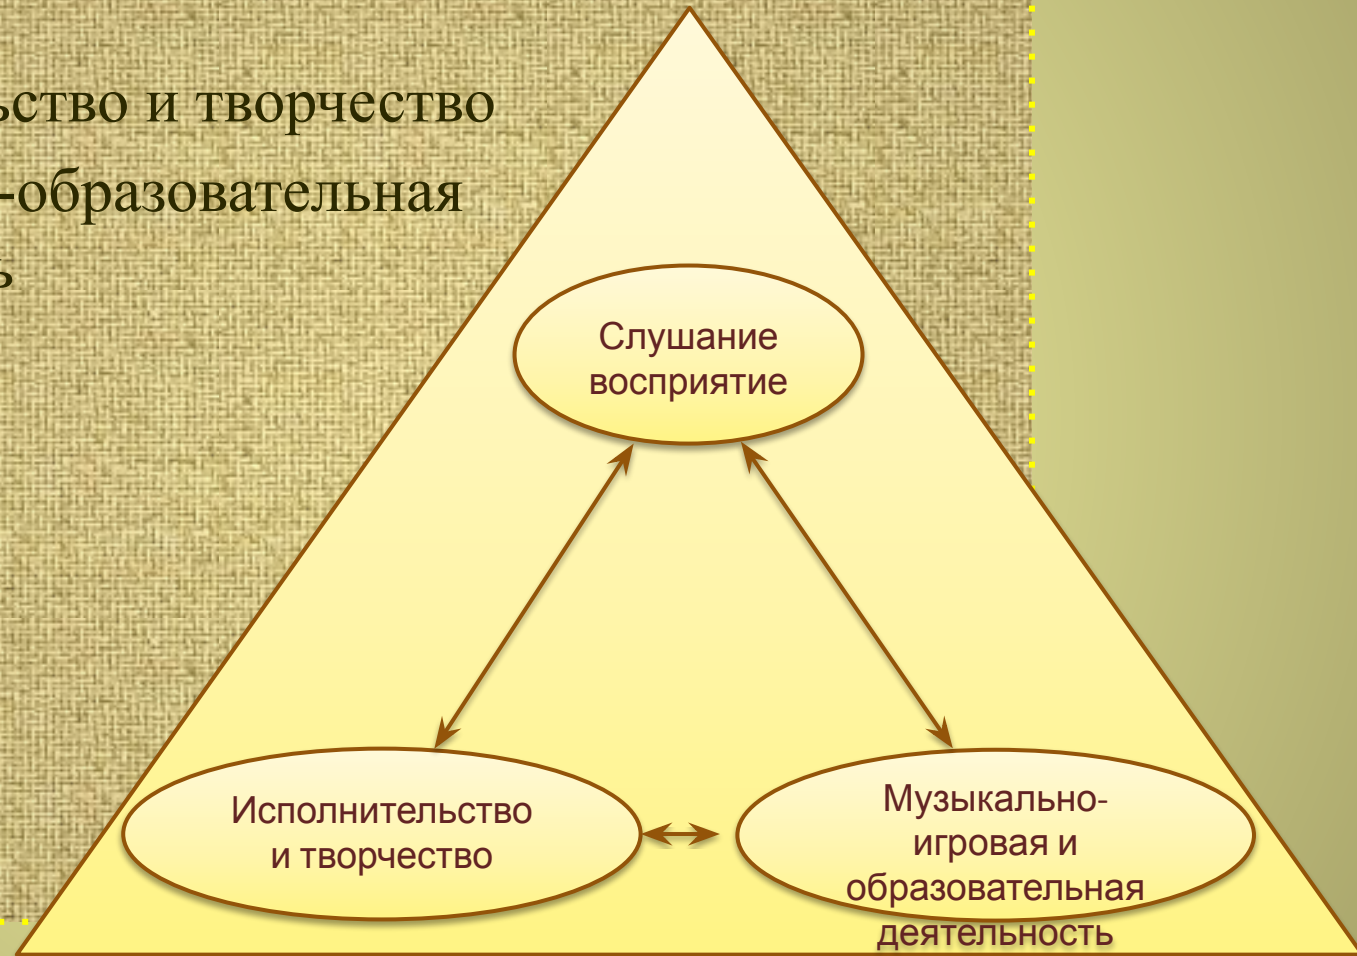 ьство и творчество
-образовательная
ь
Слушание
восприятие
Исполнительство
и творчество
Музыкально-
игровая и
образовательная
деятельность